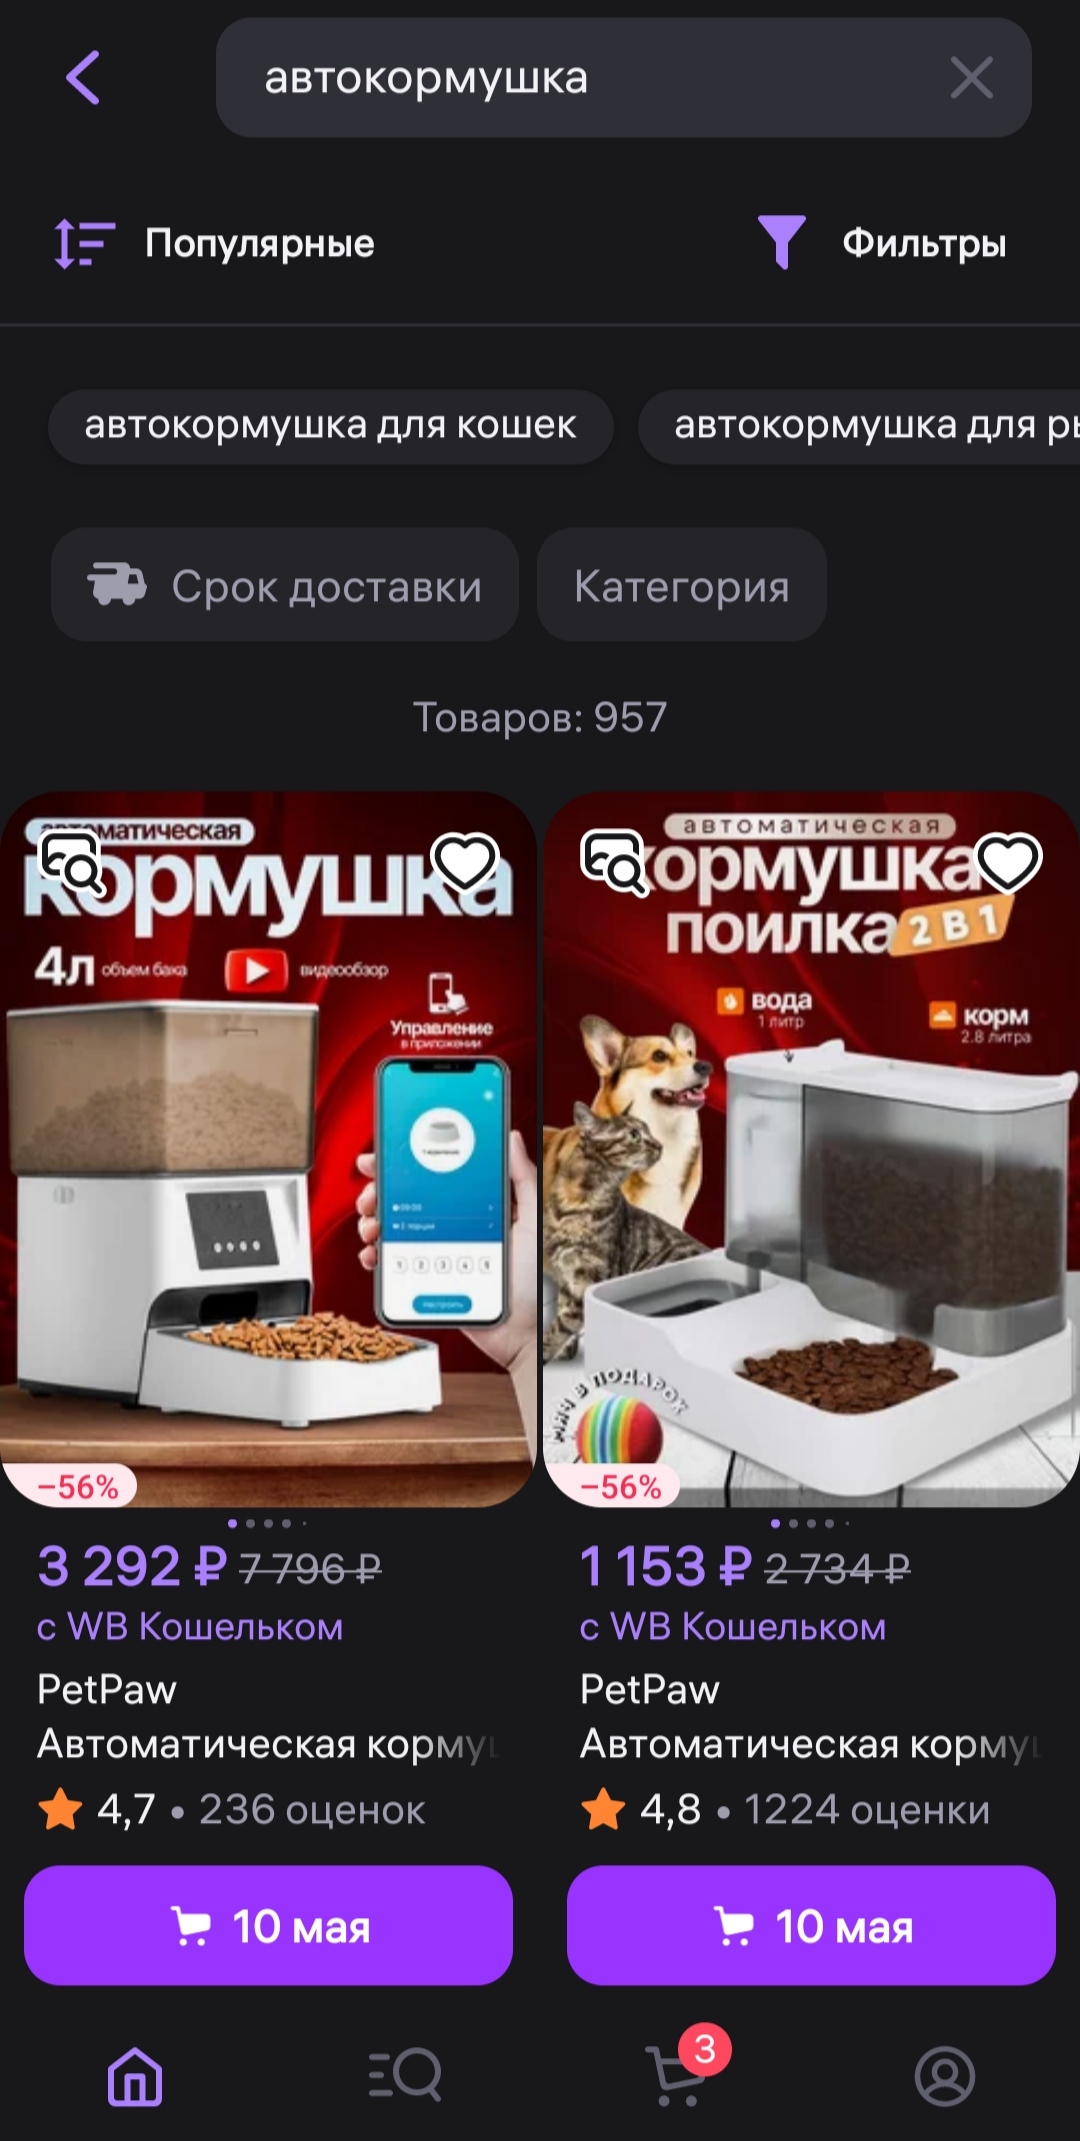 автокормушка
Популярные
Фильтры
автокормушка для кошек
автокормушка для
Срок доставки
Категория
Товаров: 957
автоматическая
кормушка
4л объем бака
видеообзор
Управление
в приложении
автоматическая
кормушка
поилка 2 в 1
вода
1 литр
корм
2.8 литра
МЯЧ В ПОДАРОК
–56%
–56%
3 292 ₽ 7 796 ₽
с WB Кошельком
PetPaw
Автоматическая корму
4,7 • 236 оценок
10 мая
1 153 ₽ 2 734 ₽
с WB Кошельком
PetPaw
Автоматическая корму
4,8 • 1224 оценки
10 мая
3